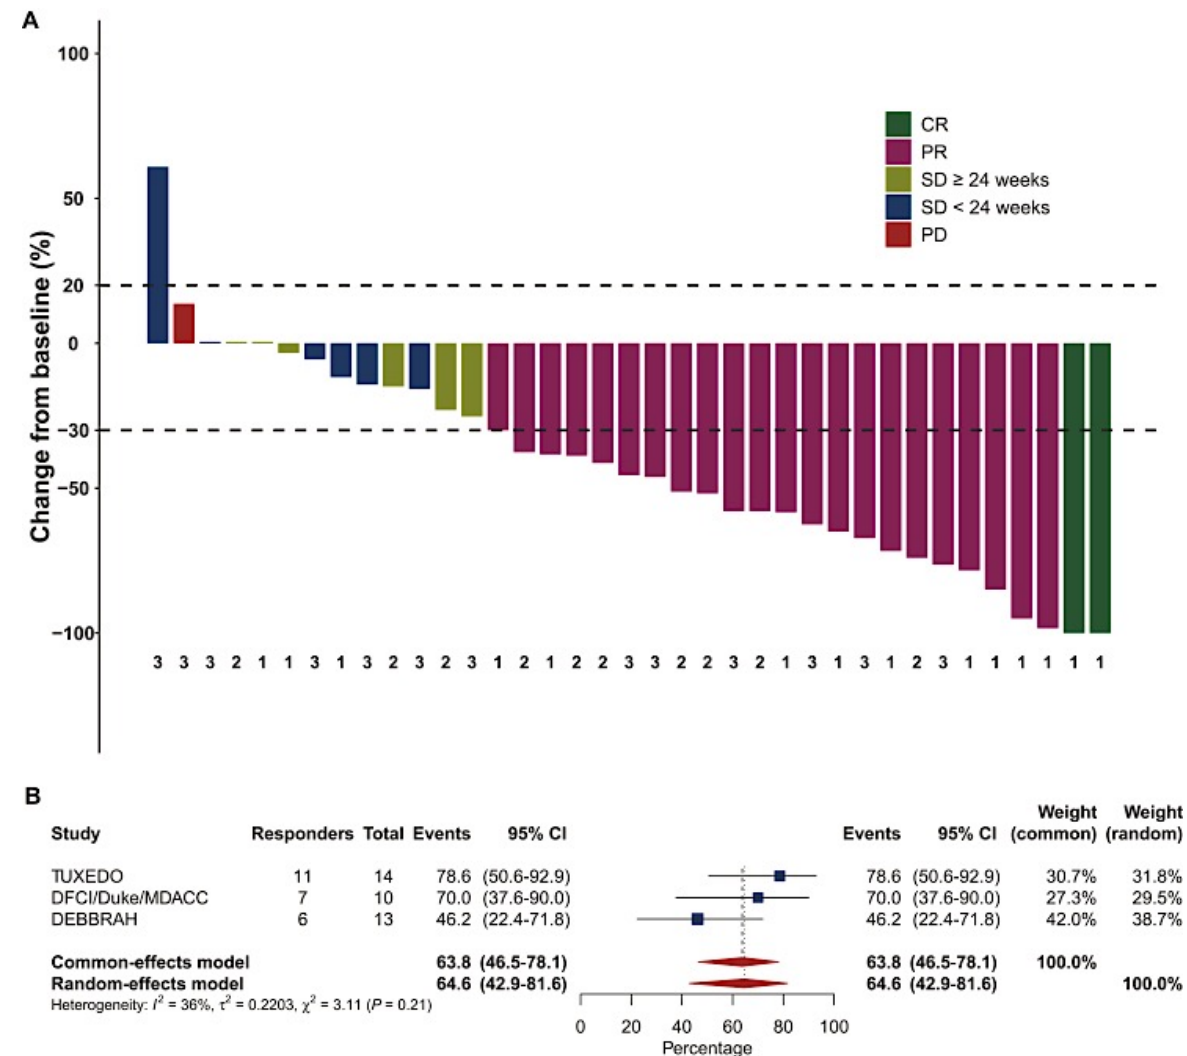 A
Change from baseline (%)
100
50
20
0
−30
−50
−100
CR
PR
SD ≥ 24 weeks
SD < 24 weeks
PD
3 3 3 2 1 1 3 1 3 2 3 2 3 1 2 1 2 2 3 3 2 2 3 2 1 3 1 3 1 2 3 1 1 1 1 1 1
B
Weight Weight
Study Responders Total Events 95% CI Events 95% CI (common) (random)
TUXEDO 11 14 78.6 (50.6-92.9) 78.6 (50.6-92.9) 30.7% 31.8%
DFCI/Duke/MDACC 7 10 70.0 (37.6-90.0) 70.0 (37.6-90.0) 27.3% 29.5%
DEBBRAH 6 13 46.2 (22.4-71.8) 46.2 (22.4-71.8) 42.0% 38.7%
Common-effects model 63.8 (46.5-78.1) 63.8 (46.5-78.1) 100.0%
Random-effects model 64.6 (42.9-81.6) 64.6 (42.9-81.6) 100.0%
Heterogeneity: I² = 36%, τ² = 0.2203, χ² = 3.11 (P = 0.21)
0 20 40 60 80 100
Percentage